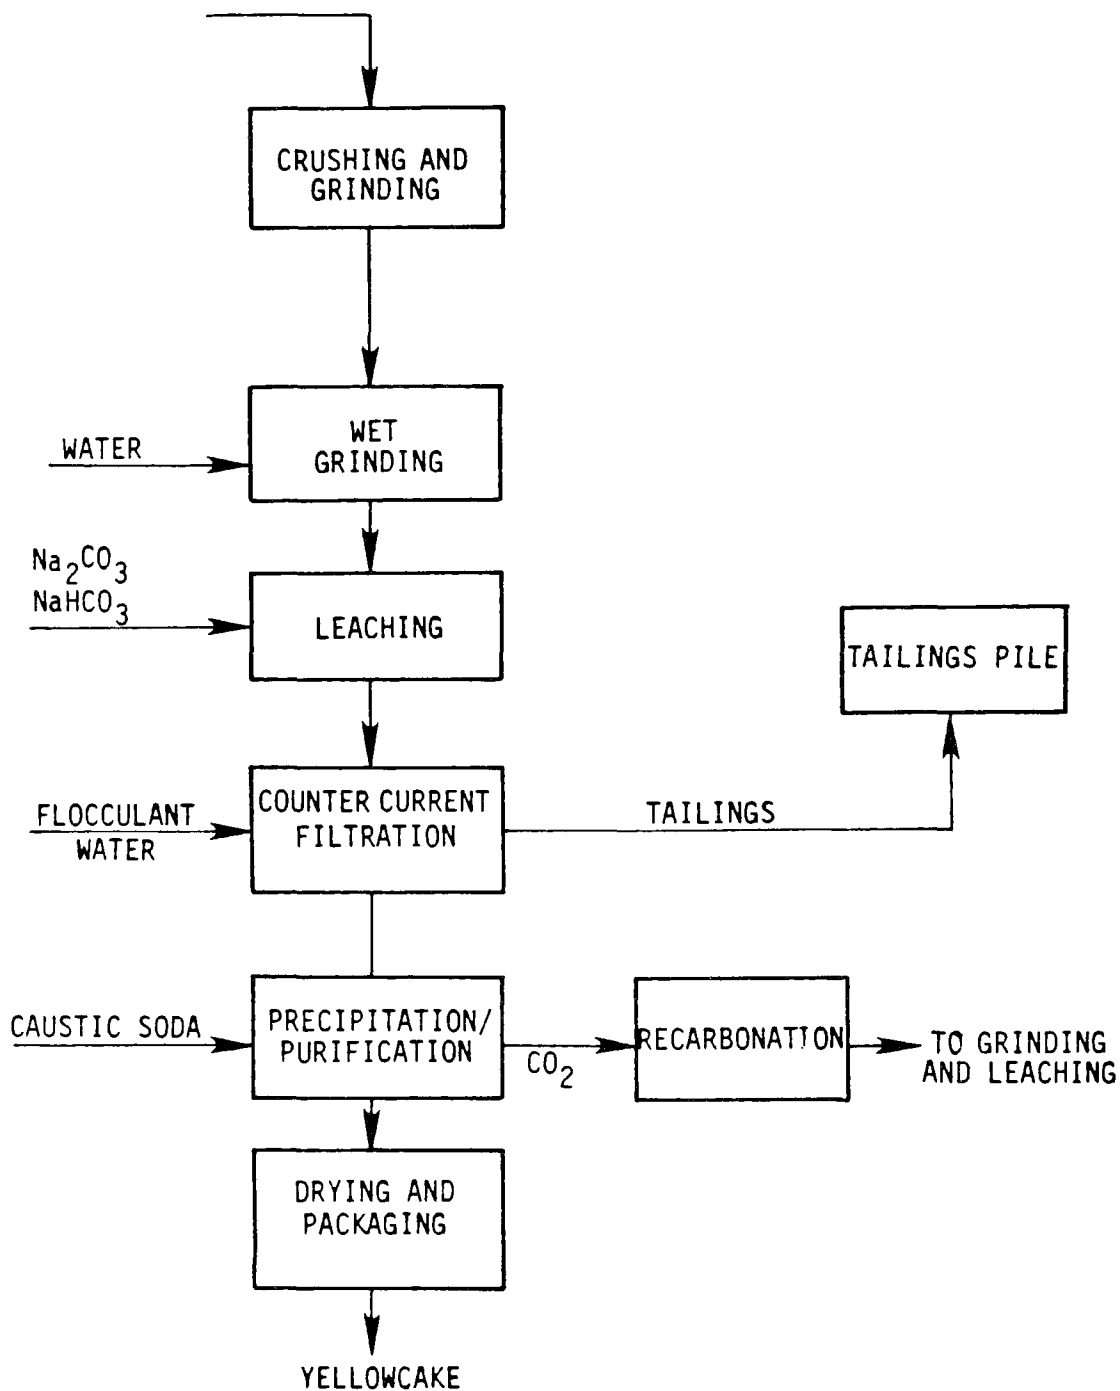 CRUSHING AND
GRINDING
WATER
WET
GRINDING
Na₂CO₃
NaHCO₃
LEACHING
TAILINGS PILE
FLOCCULANT
WATER
COUNTER CURRENT
FILTRATION
TAILINGS
CAUSTIC SODA
PRECIPITATION/
PURIFICATION
CO₂
RECARBONATION
TO GRINDING
AND LEACHING
DRYING AND
PACKAGING
YELLOWCAKE